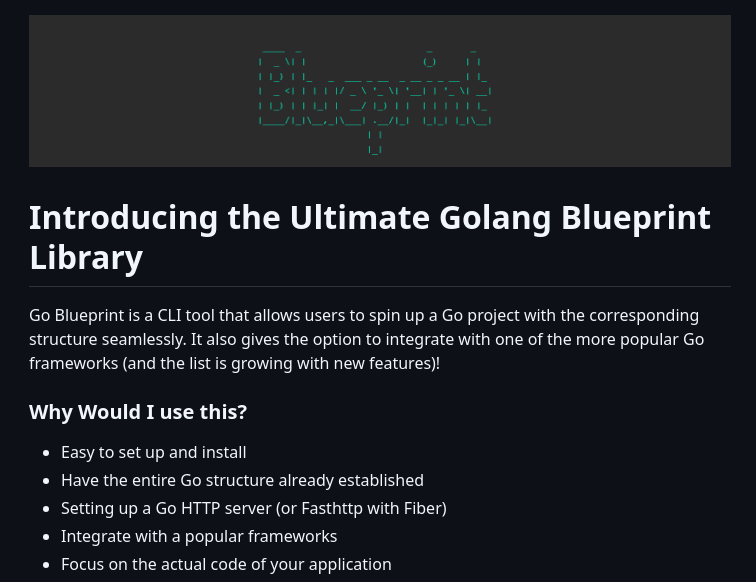 Blueprint
Introducing the Ultimate Golang Blueprint
Library
Go Blueprint is a CLI tool that allows users to spin up a Go project with the corresponding
structure seamlessly. It also gives the option to integrate with one of the more popular Go
frameworks (and the list is growing with new features)!
Why Would I use this?
Easy to set up and install
Have the entire Go structure already established
Setting up a Go HTTP server (or Fasthttp with Fiber)
Integrate with a popular frameworks
Focus on the actual code of your application